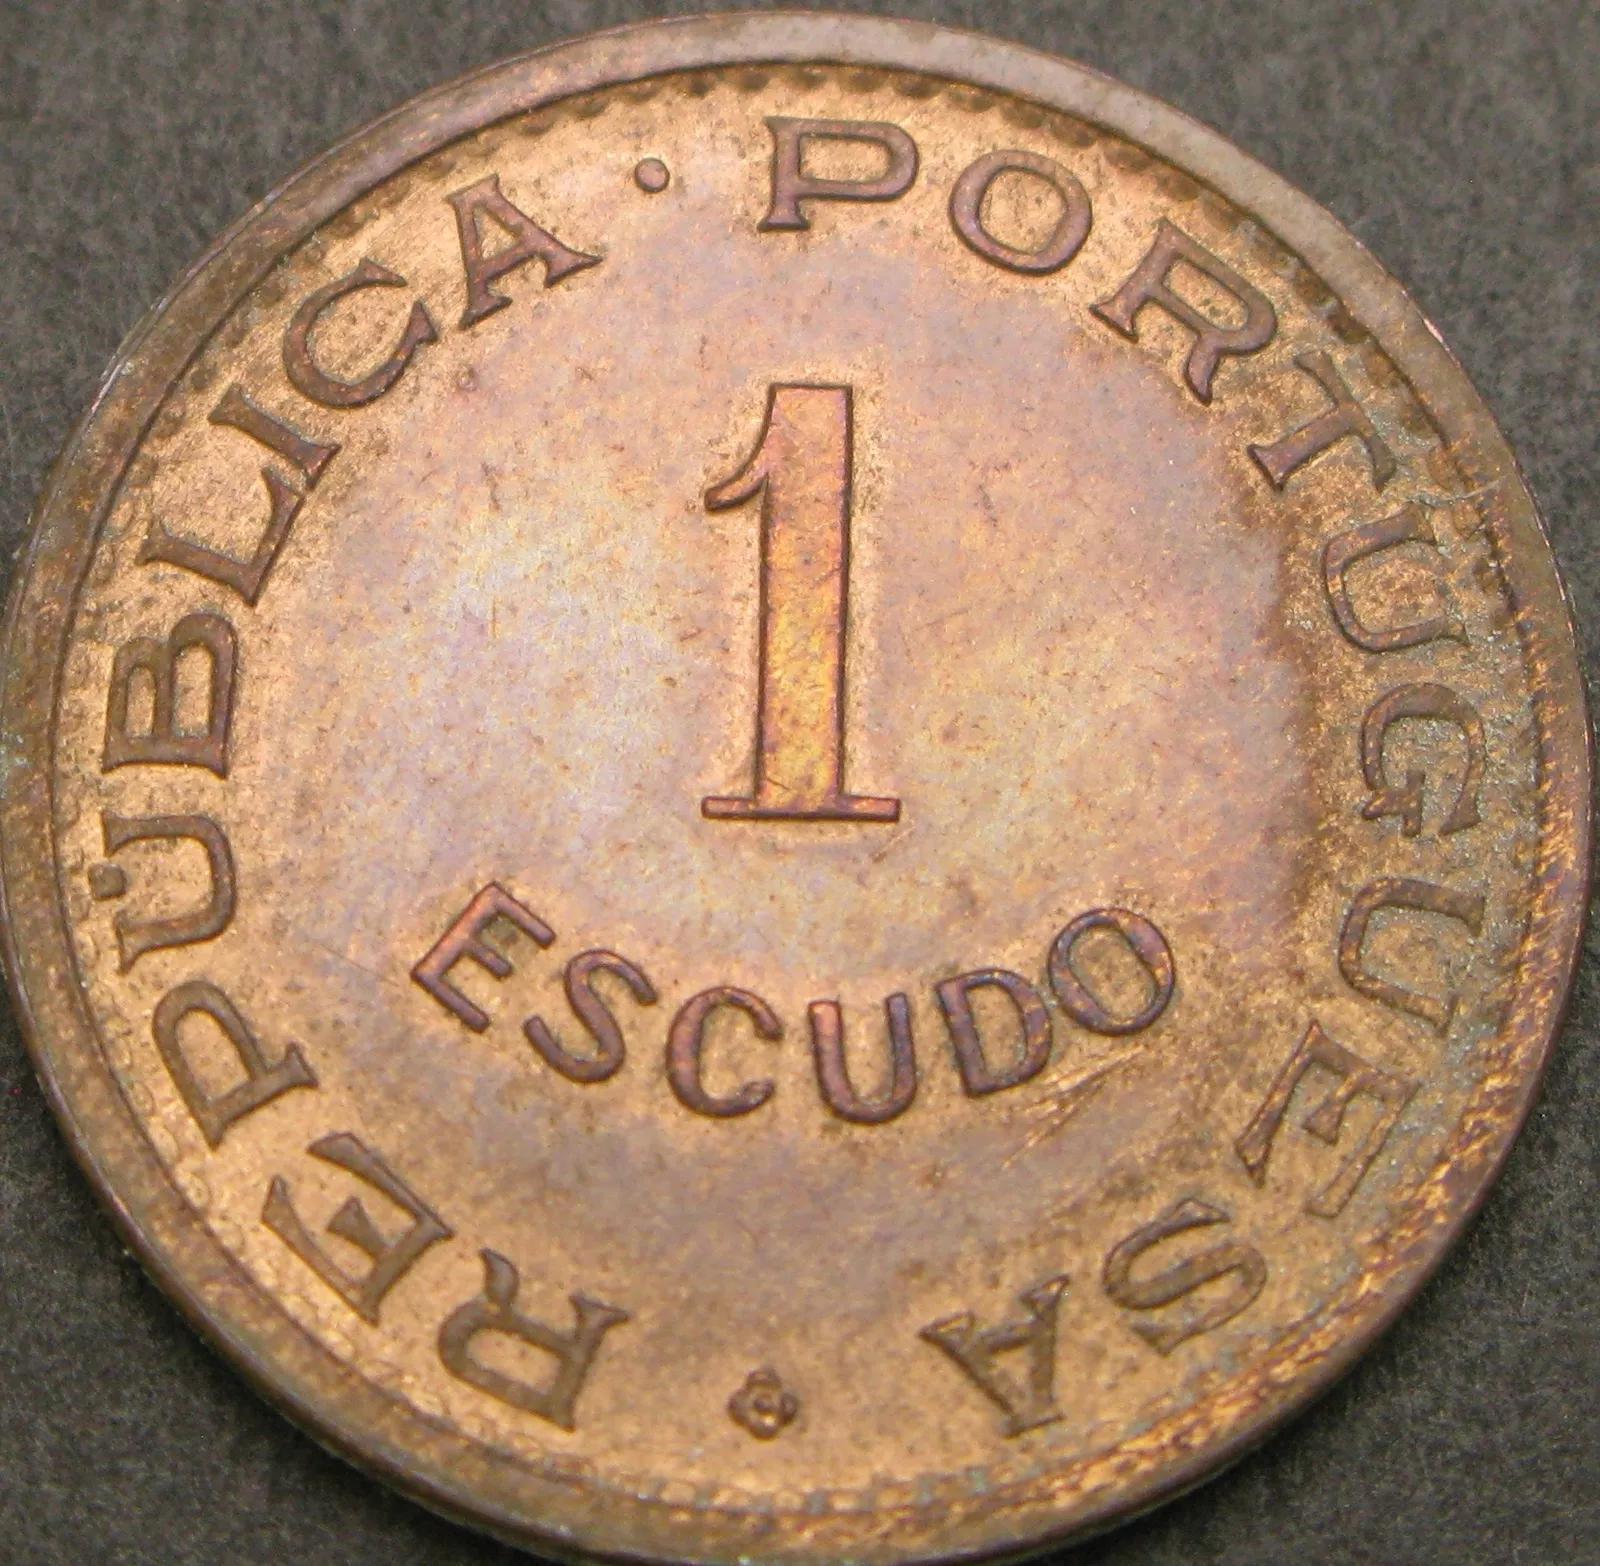 REPÚBLICA · PORTUGUESA
1
ESCUDO